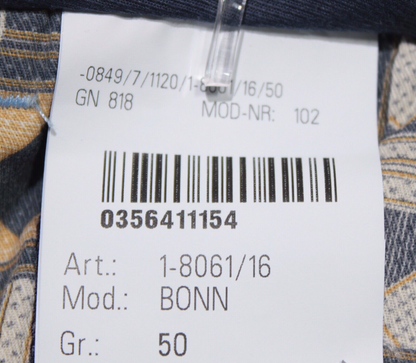 -0849/7/1120/1-8061/16/50
GN 818 MOD-NR: 102
0356411154
Art.: 1-8061/16
Mod.: BONN
Gr.: 50